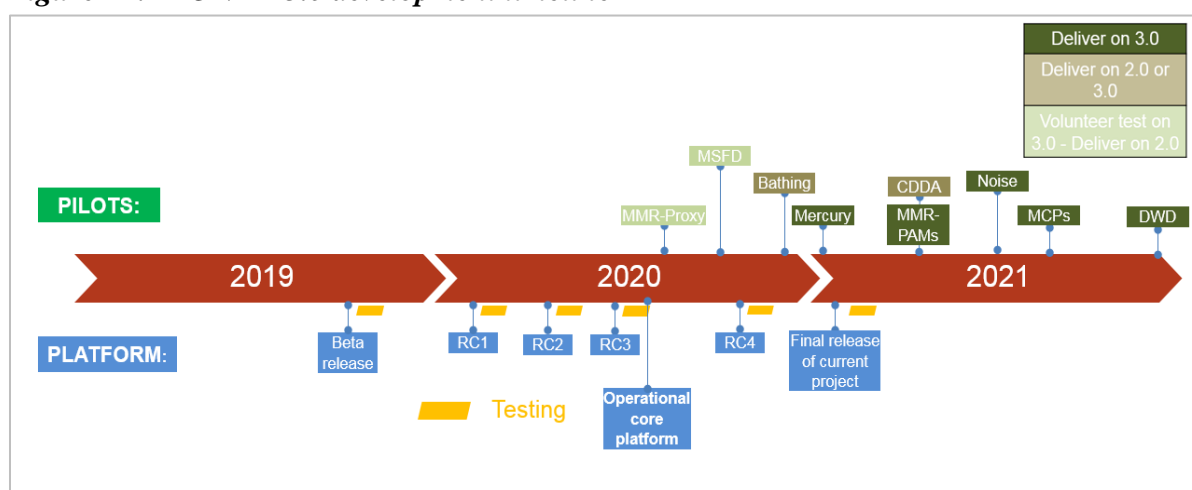 Deliver on 3.0
Deliver on 2.0 or
3.0
Volunteer test on
3.0 - Deliver on 2.0
MSFD
Bathing
CDDA
Noise
PILOTS:
MMR-Proxy
Mercury
MMR-
PAMs
MCPs
DWD
2019
2020
2021
PLATFORM:
Beta
release
RC1
RC2
RC3
RC4
Final release
of current
project
Operational
core
platform
Testing